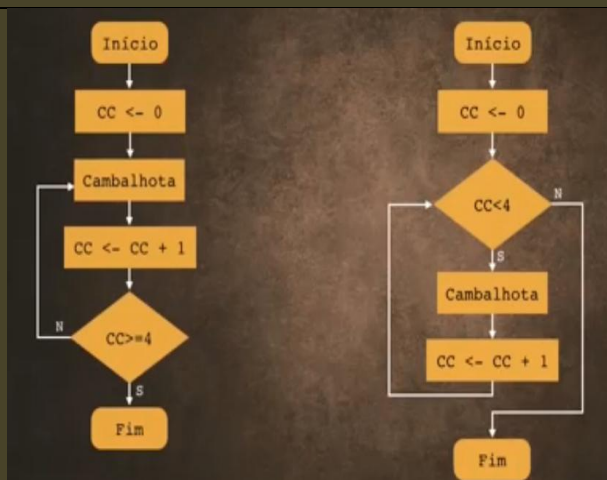 Início
CC <- 0
Cambalhota
CC <- CC + 1
N
CC>=4
S
Fim
Início
CC <- 0
CC<4
N
S
Cambalhota
CC <- CC + 1
Fim